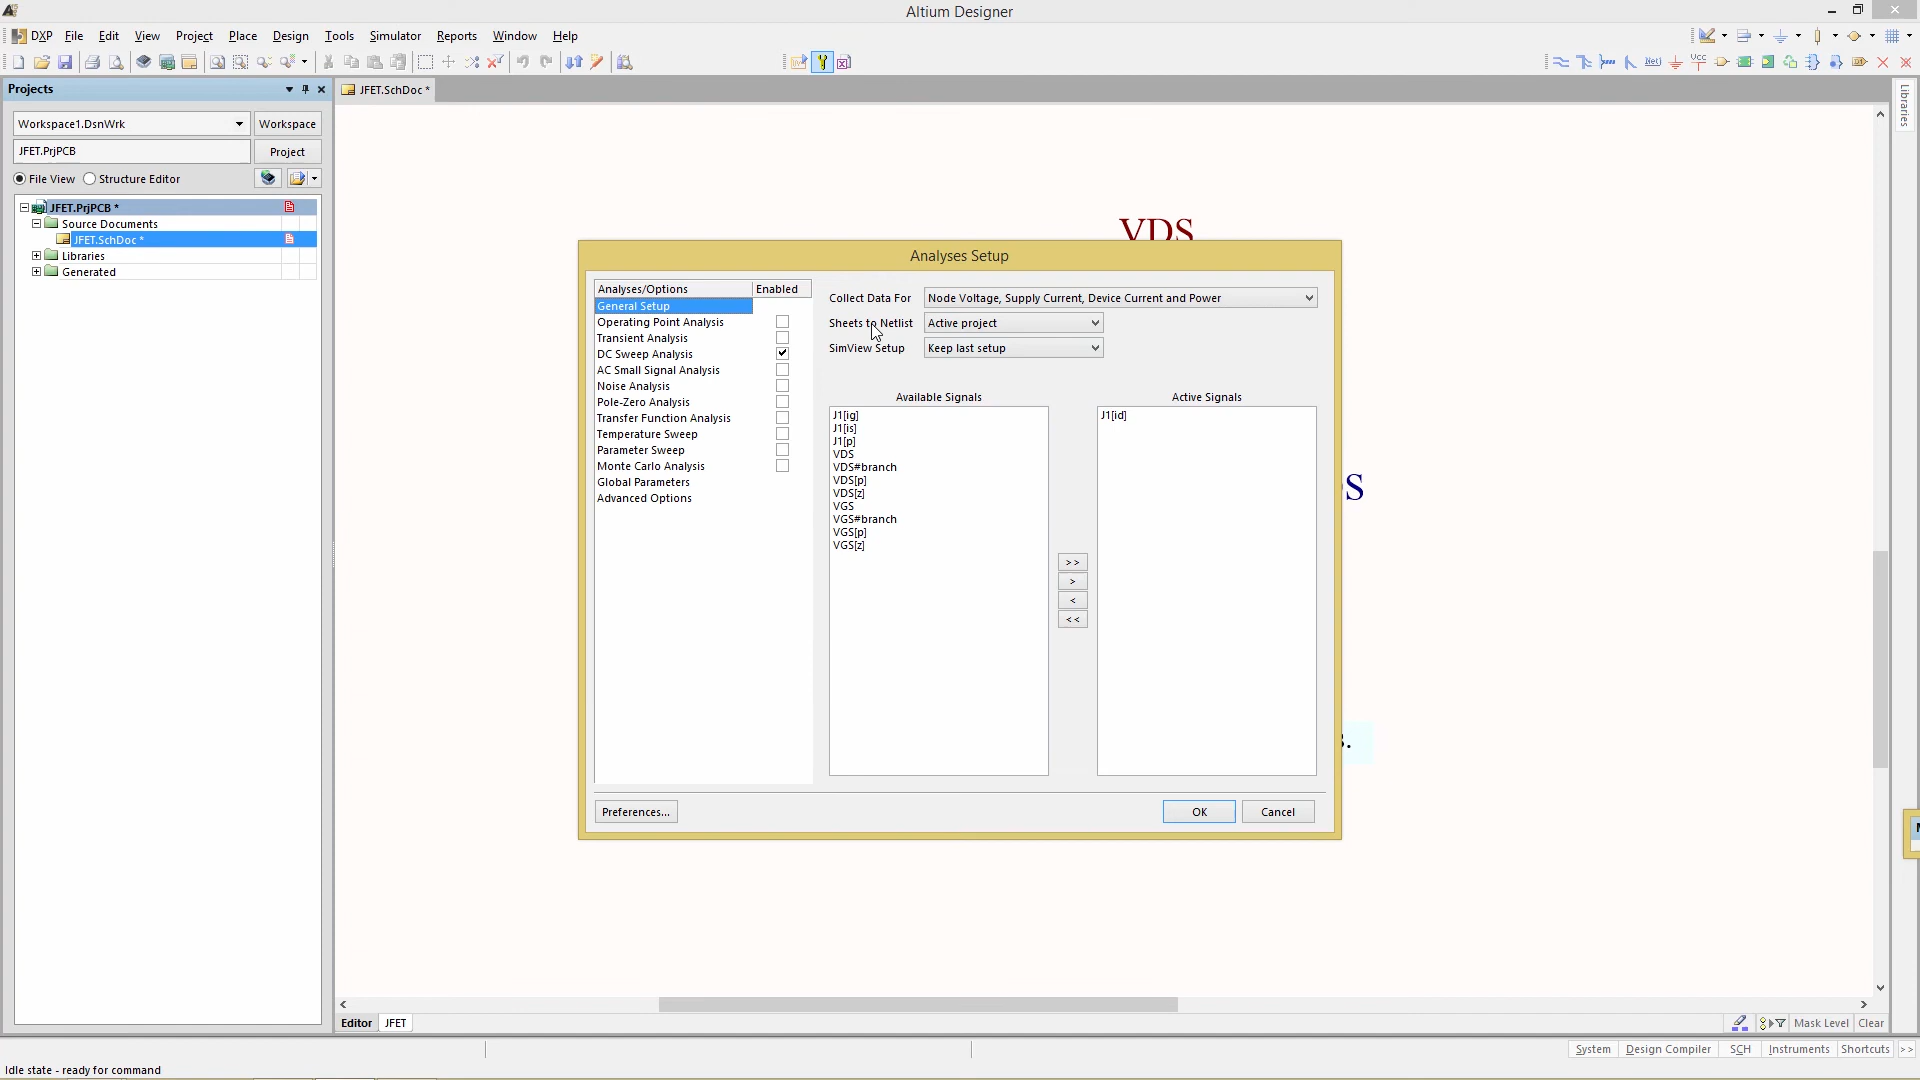 Altium Designer
DXP File Edit View Project Place Design Tools Simulator Reports Window Help
Net)
Vcc
Projects
JFET.SchDoc *
Libraries
Workspace1.DsnWrk
Workspace
JFET.PrjPCB
Project
File View Structure Editor
JFET.PrjPCB *
Source Documents
JFET.SchDoc *
Libraries
Generated
VDS
Analyses Setup
Analyses/Options Enabled
General Setup
Operating Point Analysis
Transient Analysis
DC Sweep Analysis
AC Small Signal Analysis
Noise Analysis
Pole-Zero Analysis
Transfer Function Analysis
Temperature Sweep
Parameter Sweep
Monte Carlo Analysis
Global Parameters
Advanced Options
Collect Data For Node Voltage, Supply Current, Device Current and Power
Sheets to Netlist Active project
SimView Setup Keep last setup
Available Signals
J1[ig]
J1[is]
J1[p]
VDS
VDS#branch
VDS[p]
VDS[z]
VGS
VGS#branch
VGS[p]
VGS[z]
>>
>
<
<<
Active Signals
J1[id]
Preferences...
OK
Cancel
Editor JFET
Mask Level Clear
System Design Compiler SCH Instruments Shortcuts >>
Idle state - ready for command